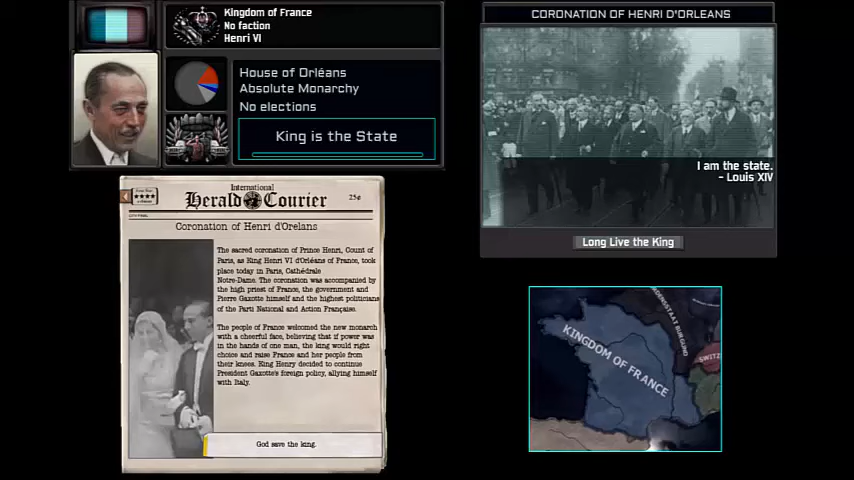 Kingdom of France
No faction
Henri VI
House of Orléans
Absolute Monarchy
No elections
King is the State
CORONATION OF HENRI D'ORLEANS
I am the state.
- Louis XIV
Long Live the King
International
Herald Courier
25¢
Coronation of Henri d'Orelans
The sacred coronation of Prince Henri, Count of
Paris, as King Henri VI d'Orléans of France, took
place today in Paris, Cathédrale
Notre-Dame. The coronation was accompanied by
the high priest of France, the government and
Pierre Gaxotte himself and the highest politicians
of the Parti National and Action Française.
The people of France welcomed the new monarch
with a cheerful face, believing that if power was
in the hands of one man, the king would right
choice and raise France and her people from
their knees. King Henry decided to continue
President Gaxotte's foreign policy, allying himself
with Italy.
God save the king.
KINGDOM OF FRANCE
SWITZ